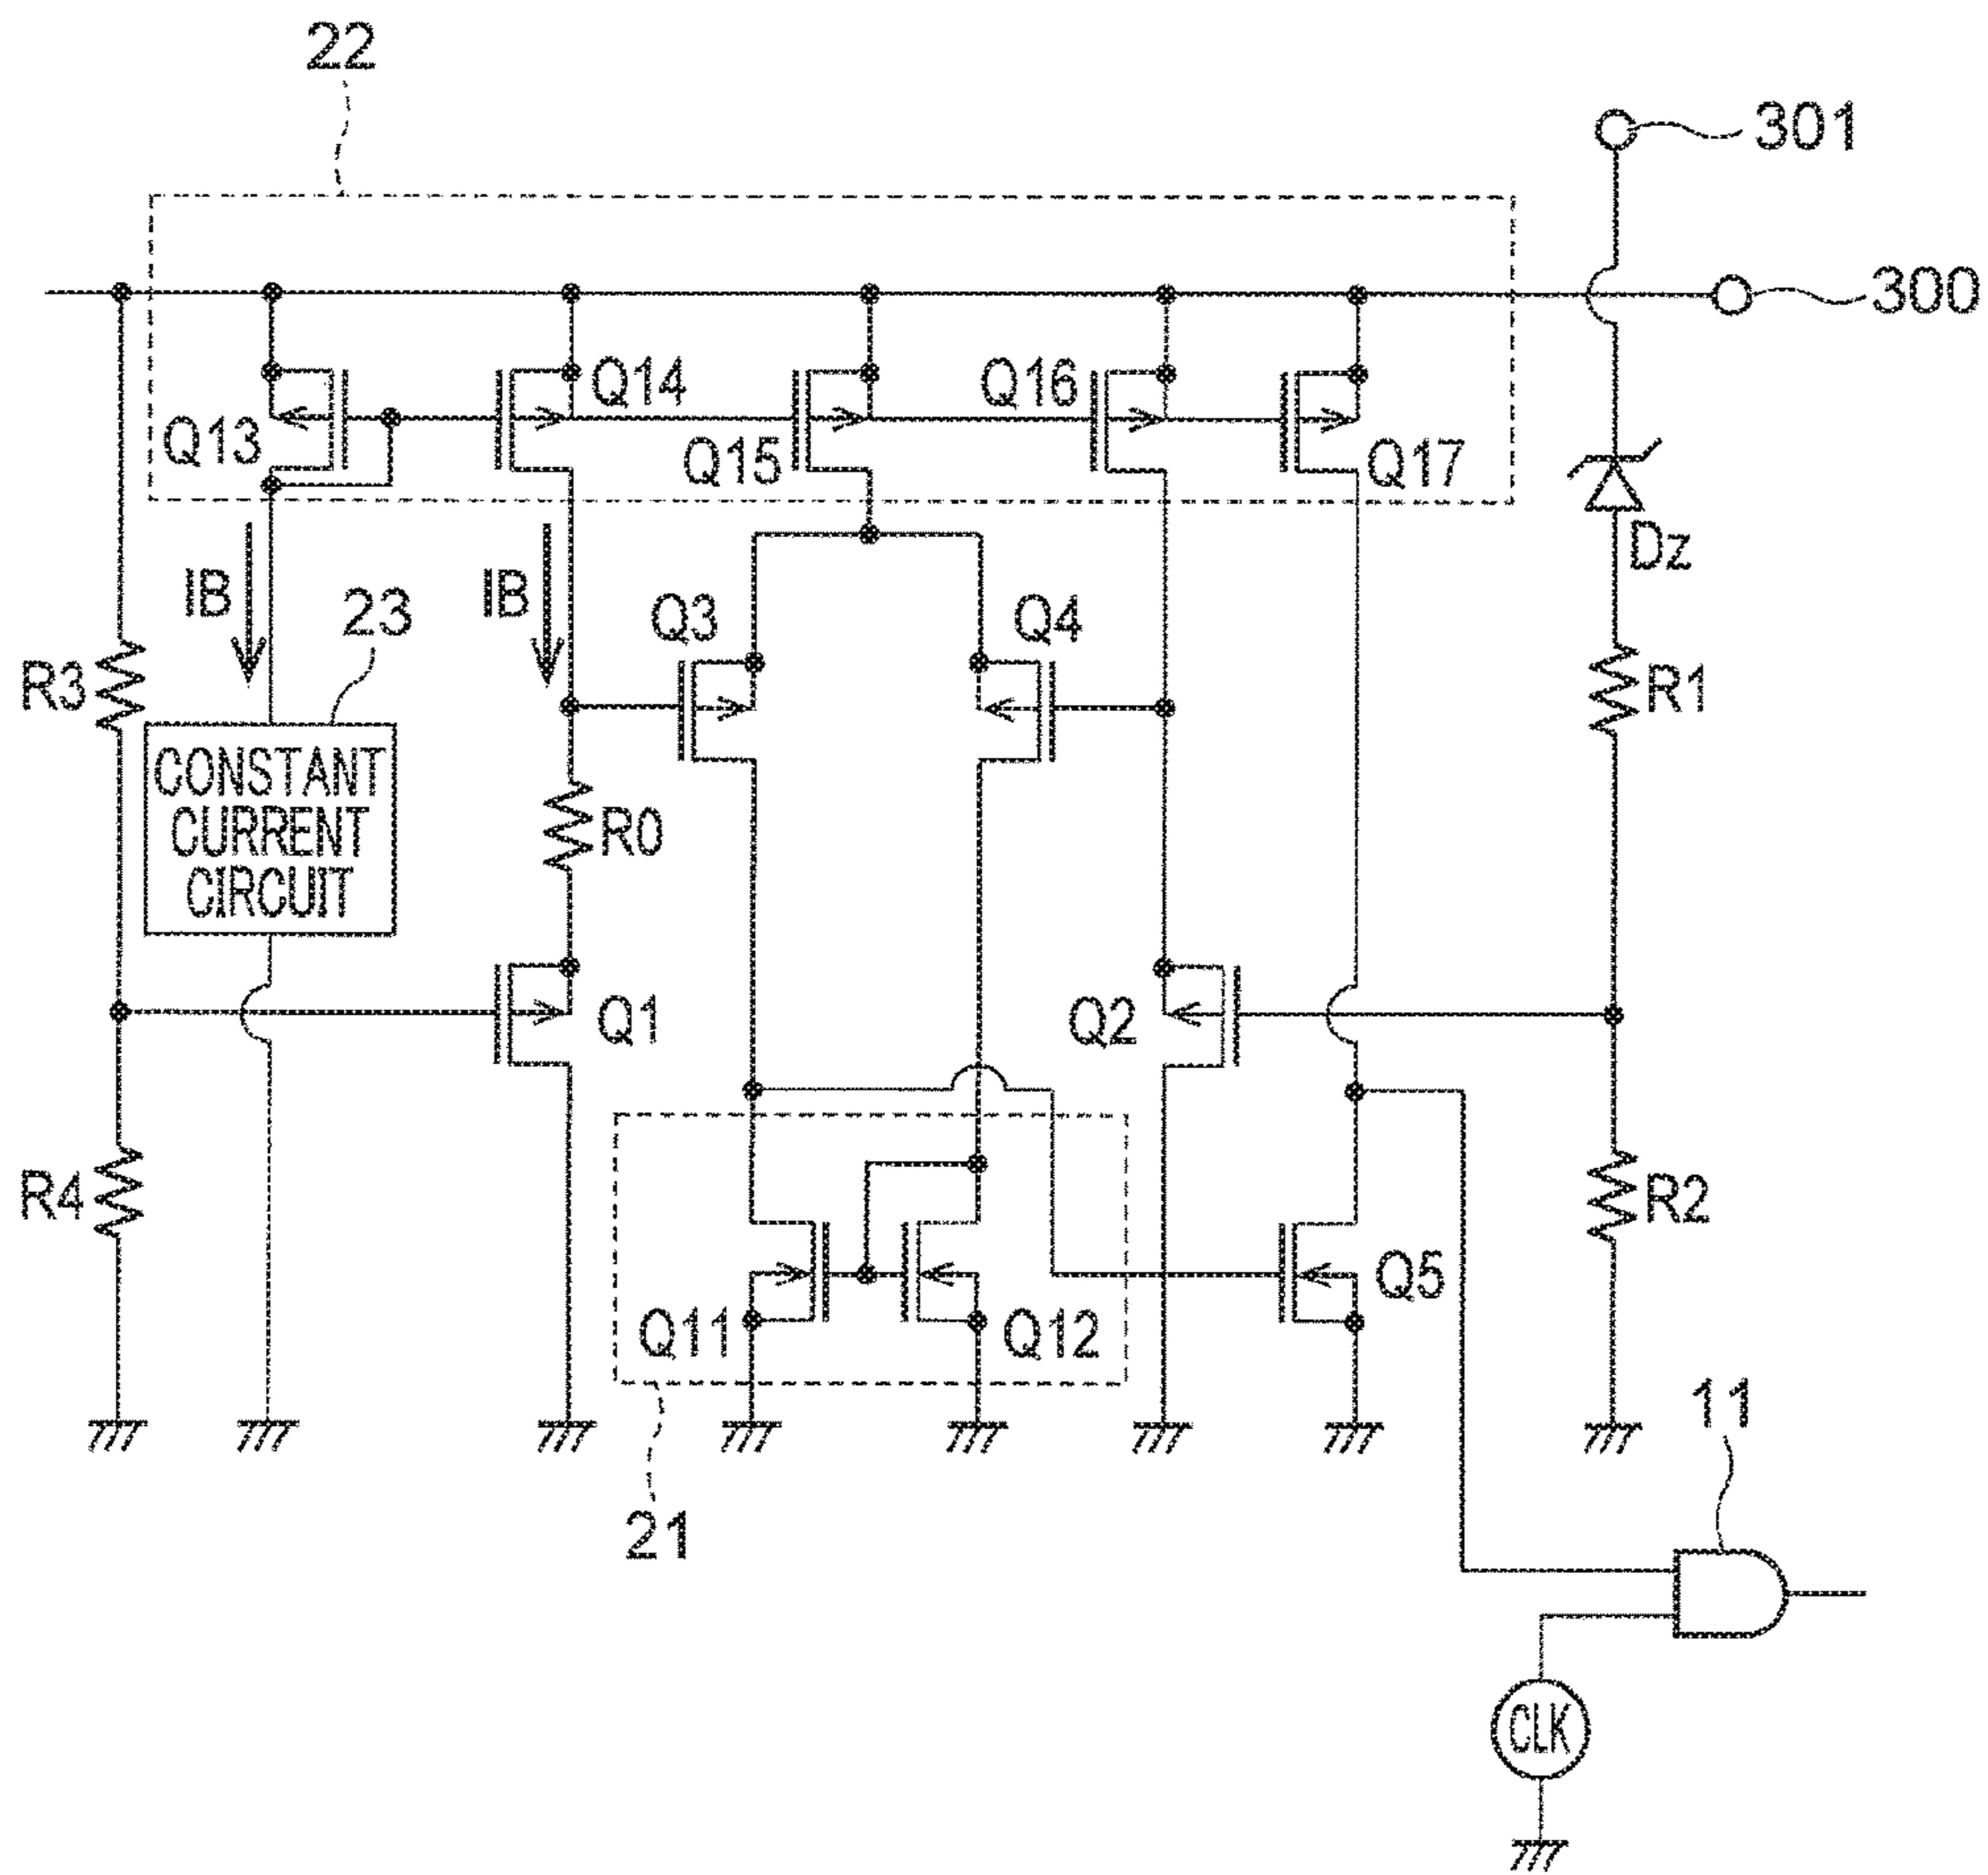 22
301
300
Q14
Q16
Q13
Q15
Q17
Dz
IB
23
IB
Q3
Q4
R3
R1
CONSTANT
CURRENT
CIRCUIT
R0
Q1
Q2
R4
R2
Q5
Q11
Q12
11
21
CLK